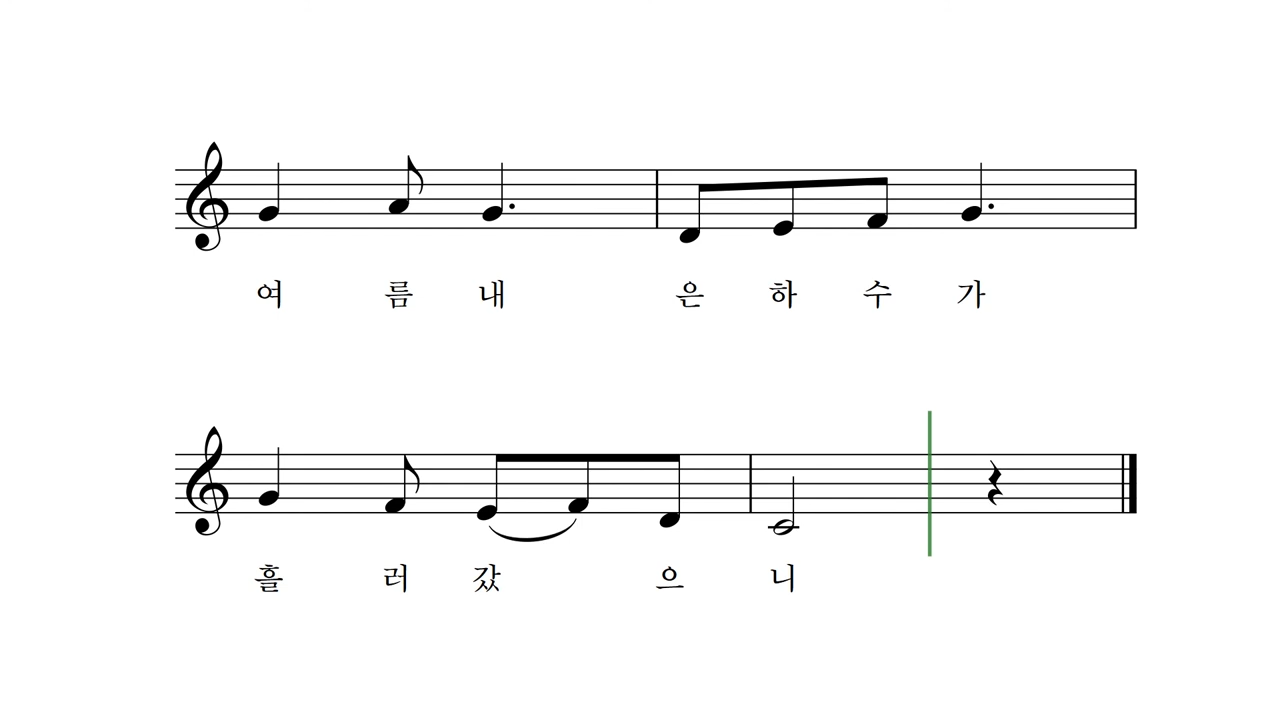 여 름 내 은 하 수 가
흘 러 갔 으 니